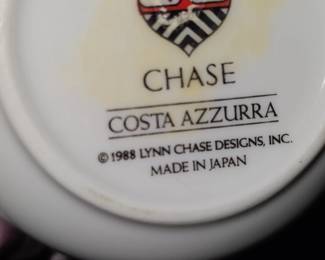 CHASE
COSTA AZZURRA
© 1988 LYNN CHASE DESIGNS, INC.
MADE IN JAPAN